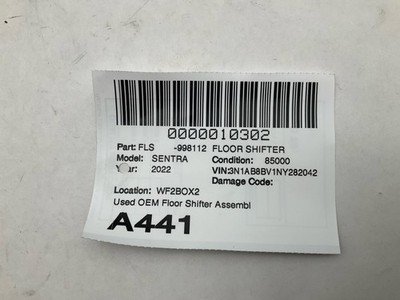 0000010302
Part: FLS -998112 FLOOR SHIFTER
Model: SENTRA Condition: 85000
Year: 2022 VIN:3N1AB8BV1NY282042
Damage Code:
Location: WF2BOX2
Used OEM Floor Shifter Assembl
A441